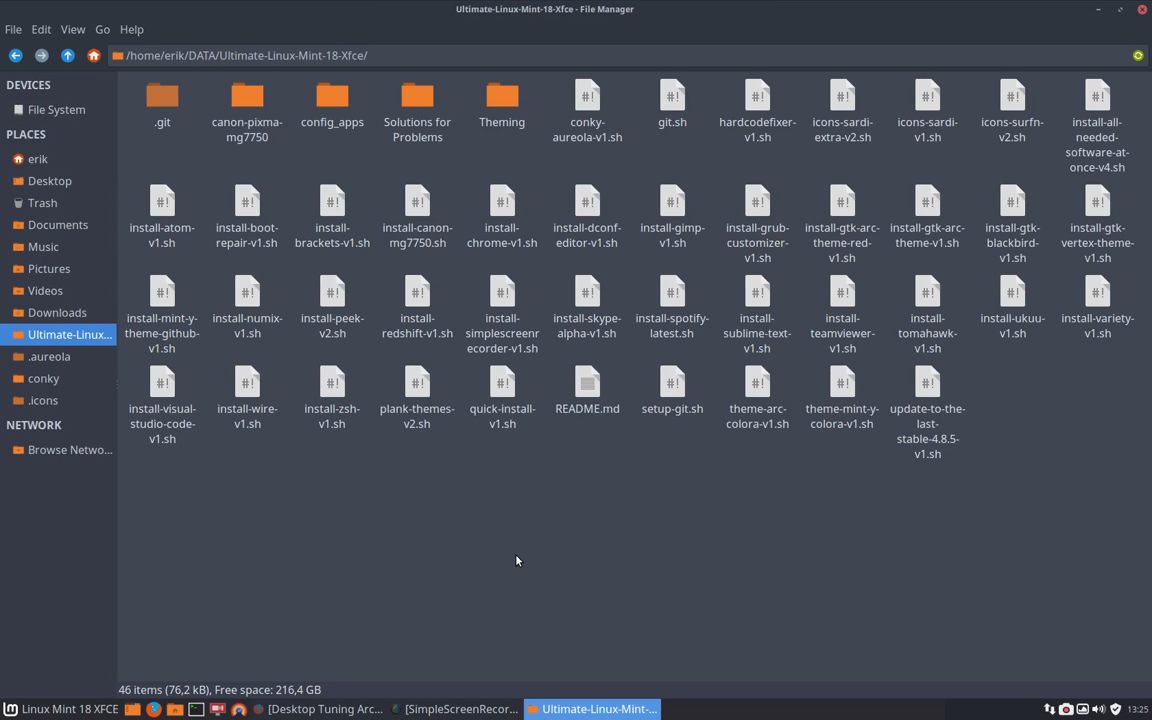 Ultimate-Linux-Mint-18-Xfce - File Manager
File Edit View Go Help
/home/erik/DATA/Ultimate-Linux-Mint-18-Xfce/
DEVICES
File System
PLACES
erik
Desktop
Trash
Documents
Music
Pictures
Videos
Downloads
Ultimate-Linux...
.aureola
conky
.icons
NETWORK
Browse Netwo...
.git
canon-pixma-
mg7750
config_apps
Solutions for
Problems
Theming
conky-
aureola-v1.sh
git.sh
hardcodefixer-
v1.sh
icons-sardi-
extra-v2.sh
icons-sardi-
v1.sh
icons-surfn-
v2.sh
install-all-
needed-
software-at-
once-v4.sh
install-atom-
v1.sh
install-boot-
repair-v1.sh
install-
brackets-v1.sh
install-canon-
mg7750.sh
install-
chrome-v1.sh
install-dconf-
editor-v1.sh
install-gimp-
v1.sh
install-grub-
customizer-
v1.sh
install-gtk-arc-
theme-red-
v1.sh
install-gtk-arc-
theme-v1.sh
install-gtk-
blackbird-
v1.sh
install-gtk-
vertex-theme-
v1.sh
install-mint-y-
theme-github-
v1.sh
install-numix-
v1.sh
install-peek-
v2.sh
install-
redshift-v1.sh
install-
simplescreenr
ecorder-v1.sh
install-skype-
alpha-v1.sh
install-spotify-
latest.sh
install-
sublime-text-
v1.sh
install-
teamviewer-
v1.sh
install-
tomahawk-
v1.sh
install-ukuu-
v1.sh
install-variety-
v1.sh
install-visual-
studio-code-
v1.sh
install-wire-
v1.sh
install-zsh-
v1.sh
plank-themes-
v2.sh
quick-install-
v1.sh
README.md
setup-git.sh
theme-arc-
colora-v1.sh
theme-mint-y-
colora-v1.sh
update-to-the-
last-
stable-4.8.5-
v1.sh
46 items (76,2 kB), Free space: 216,4 GB
Linux Mint 18 XFCE [Desktop Tuning Arc... [SimpleScreenRecor... Ultimate-Linux-Mint-... 13:25